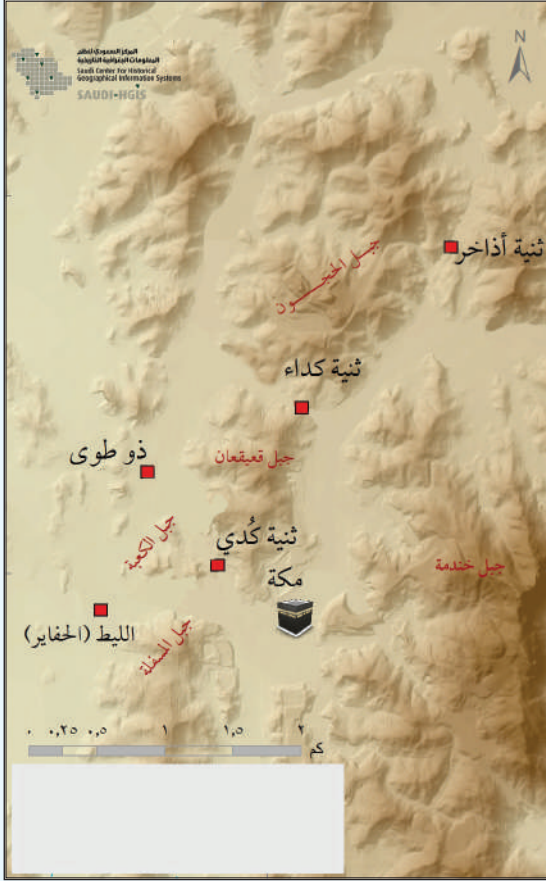 المركز السعودي لنظم
المعلومات الجغرافية التاريخية
Saudi Center For Historical
Geographical Information Systems
SAUDI-HGIS
N
ثنية أذاخر
جبل الحجون
ثنية كداء
جبل قعيقعان
ذو طوى
جبل الكعبة
ثنية كُدي
مكة
جبل خندمة
الليط (الحفاير)
جبل المسفلة
٠ ٠,٢٥ ٠,٥ ١ ١,٥ ٢
كم